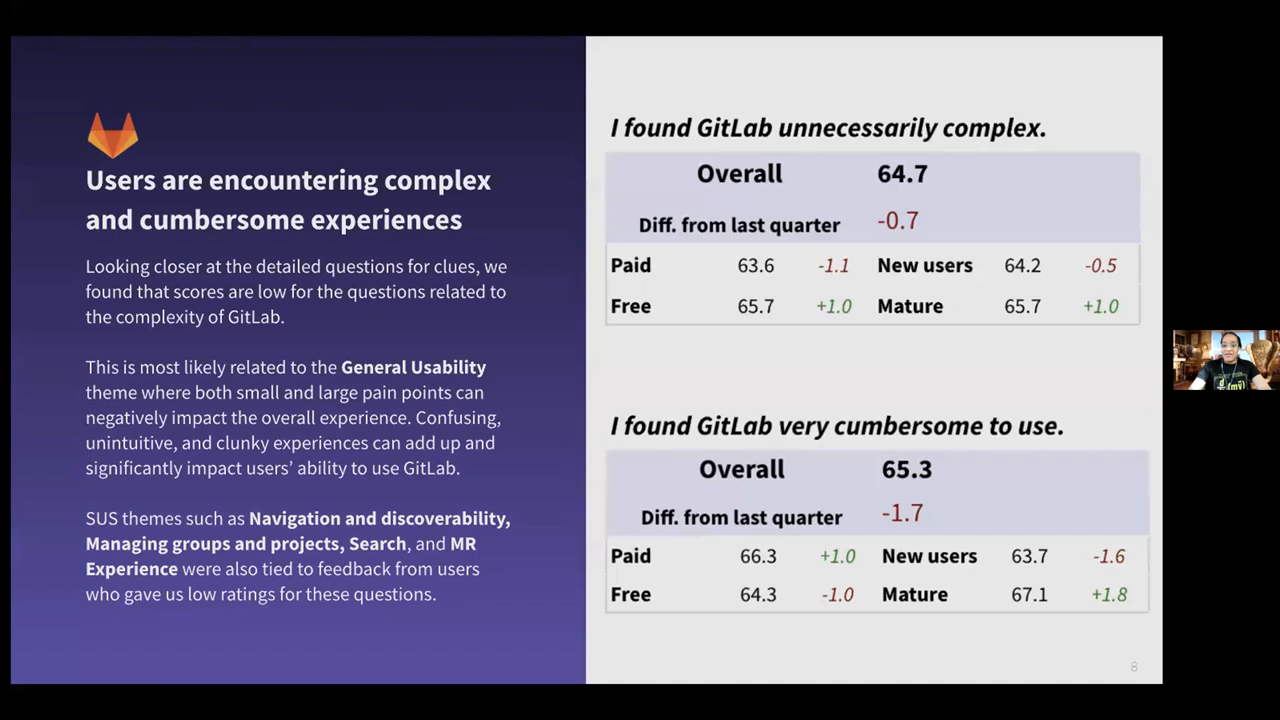 Users are encountering complex
and cumbersome experiences
Looking closer at the detailed questions for clues, we
found that scores are low for the questions related to
the complexity of GitLab.
This is most likely related to the General Usability
theme where both small and large pain points can
negatively impact the overall experience. Confusing,
unintuitive, and clunky experiences can add up and
significantly impact users’ ability to use GitLab.
SUS themes such as Navigation and discoverability,
Managing groups and projects, Search, and MR
Experience were also tied to feedback from users
who gave us low ratings for these questions.
I found GitLab unnecessarily complex.
Overall 64.7
Diff. from last quarter -0.7
Paid 63.6 -1.1 New users 64.2 -0.5
Free 65.7 +1.0 Mature 65.7 +1.0
I found GitLab very cumbersome to use.
Overall 65.3
Diff. from last quarter -1.7
Paid 66.3 +1.0 New users 63.7 -1.6
Free 64.3 -1.0 Mature 67.1 +1.8
8